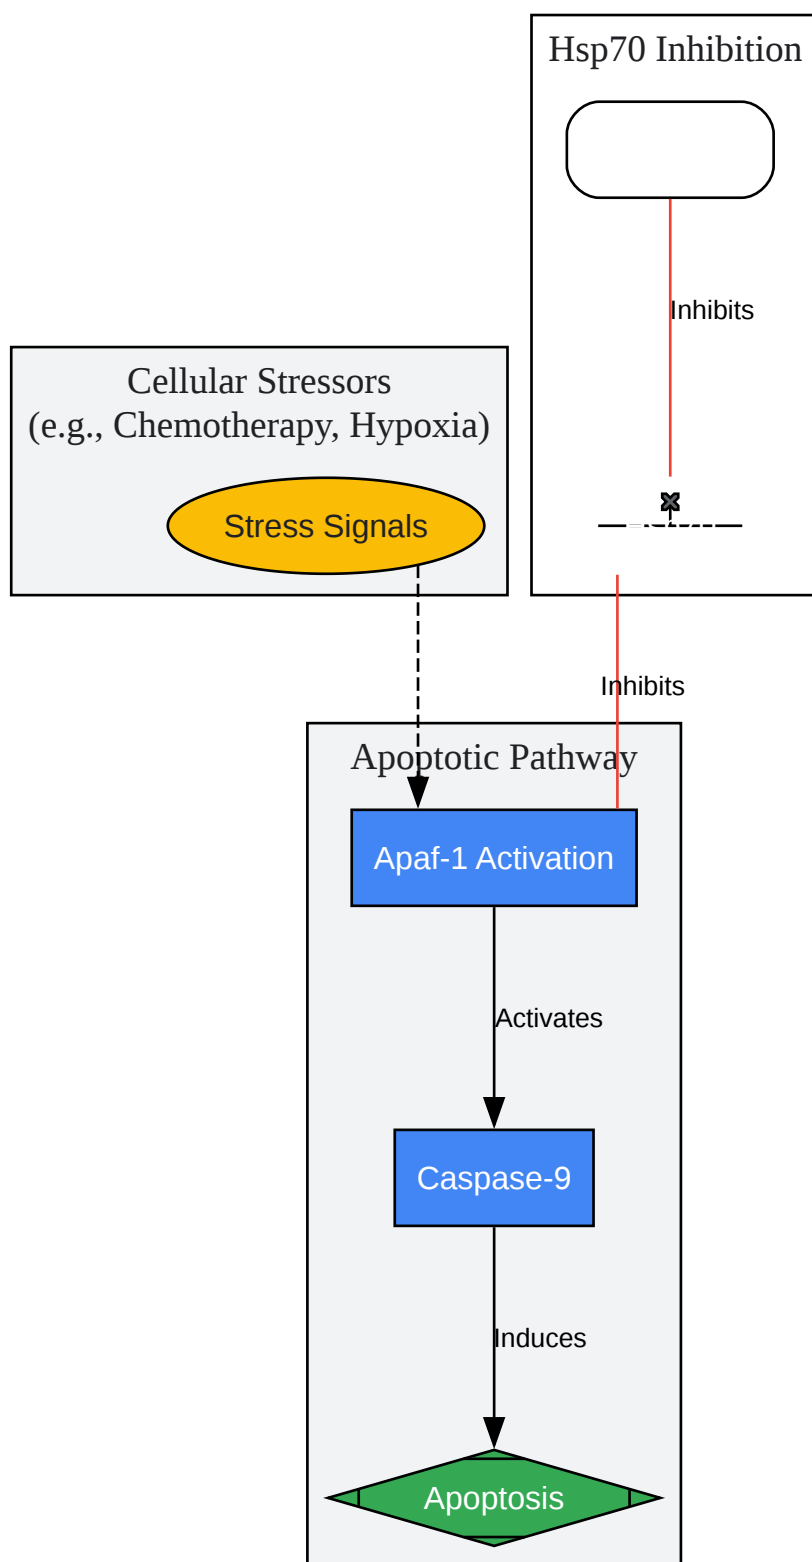 Hsp70 Inhibition
Inhibits
Cellular Stressors
(e.g., Chemotherapy, Hypoxia)
Stress Signals
Inhibits
Apoptotic Pathway
Apaf-1 Activation
Activates
Caspase-9
Induces
Apoptosis